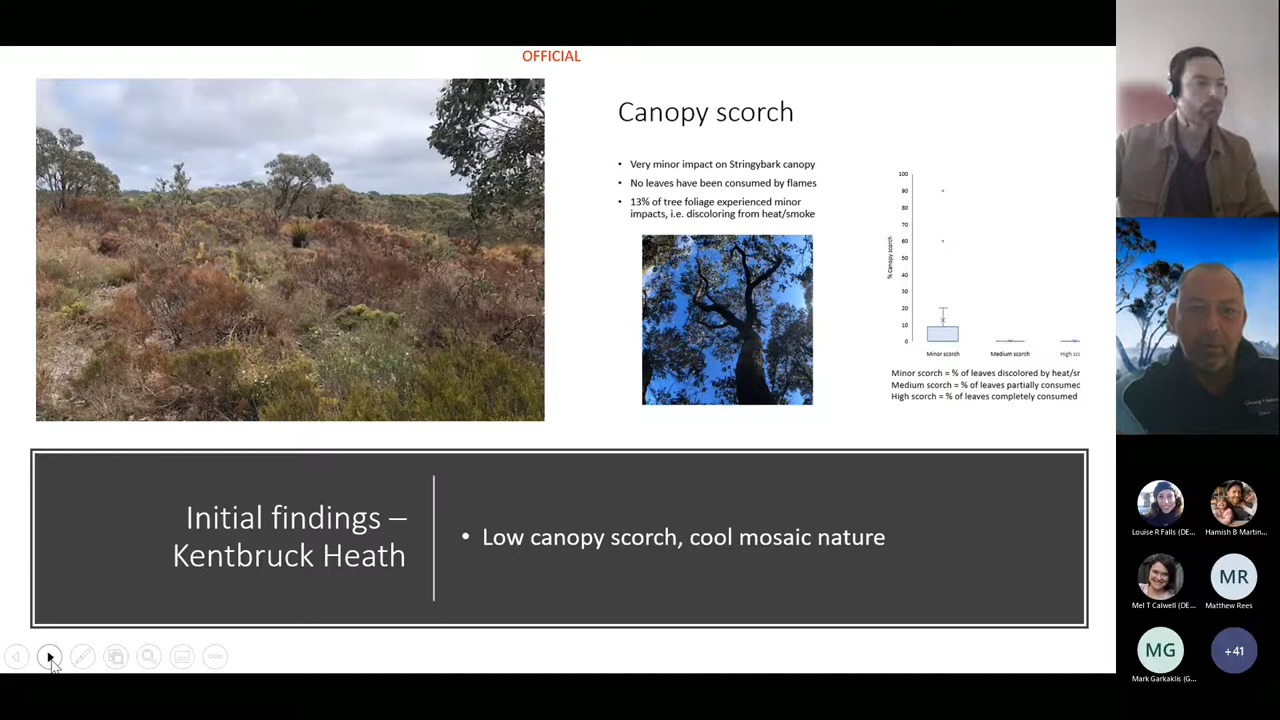 OFFICIAL
Canopy scorch
• Very minor impact on Stringybark canopy
• No leaves have been consumed by flames
• 13% of tree foliage experienced minor
impacts, i.e. discoloring from heat/smoke
% Canopy scorch
100
90
80
70
60
50
40
30
20
10
0
Minor scorch Medium scorch High sc
Minor scorch = % of leaves discolored by heat/sr
Medium scorch = % of leaves partially consumed
High scorch = % of leaves completely consumed
Initial findings –
Kentbruck Heath
• Low canopy scorch, cool mosaic nature
Louise R Falls (DE... Hamish B Martin...
MR
Mel T Calwell (DE... Matthew Rees
MG +41
Mark Garkaklis (G...